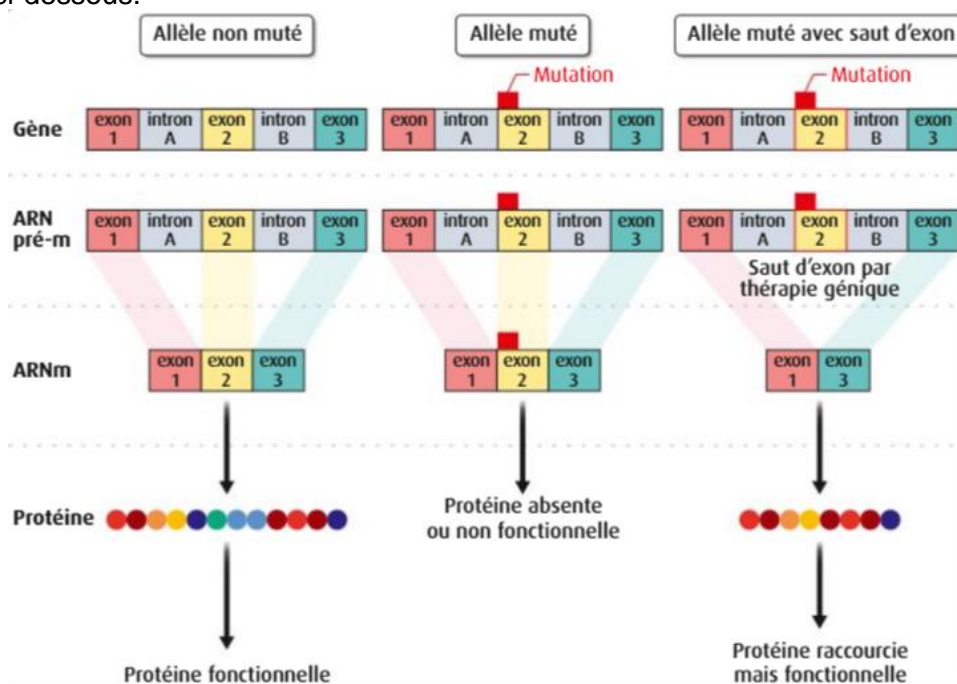 Allèle non muté
Allèle muté
Allèle muté avec saut d'exon
Mutation
Mutation
Gène
exon 1
intron A
exon 2
intron B
exon 3
exon 1
intron A
exon 2
intron B
exon 3
exon 1
intron A
exon 2
intron B
exon 3
ARN
pré-m
exon 1
intron A
exon 2
intron B
exon 3
exon 1
intron A
exon 2
intron B
exon 3
exon 1
intron A
exon 2
intron B
exon 3
Saut d'exon par
thérapie génique
ARNm
exon 1
exon 2
exon 3
exon 1
exon 2
exon 3
exon 1
exon 3
Protéine
Protéine absente
ou non fonctionnelle
Protéine fonctionnelle
Protéine raccourcie
mais fonctionnelle